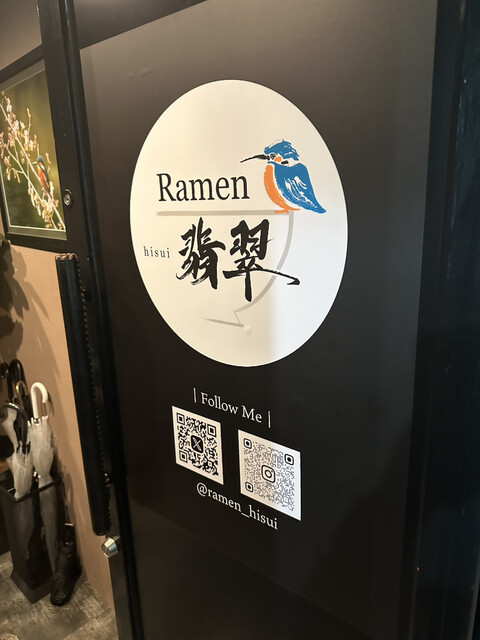 Ramen
hisui
翡翠
| Follow Me |
@ramen_hisui